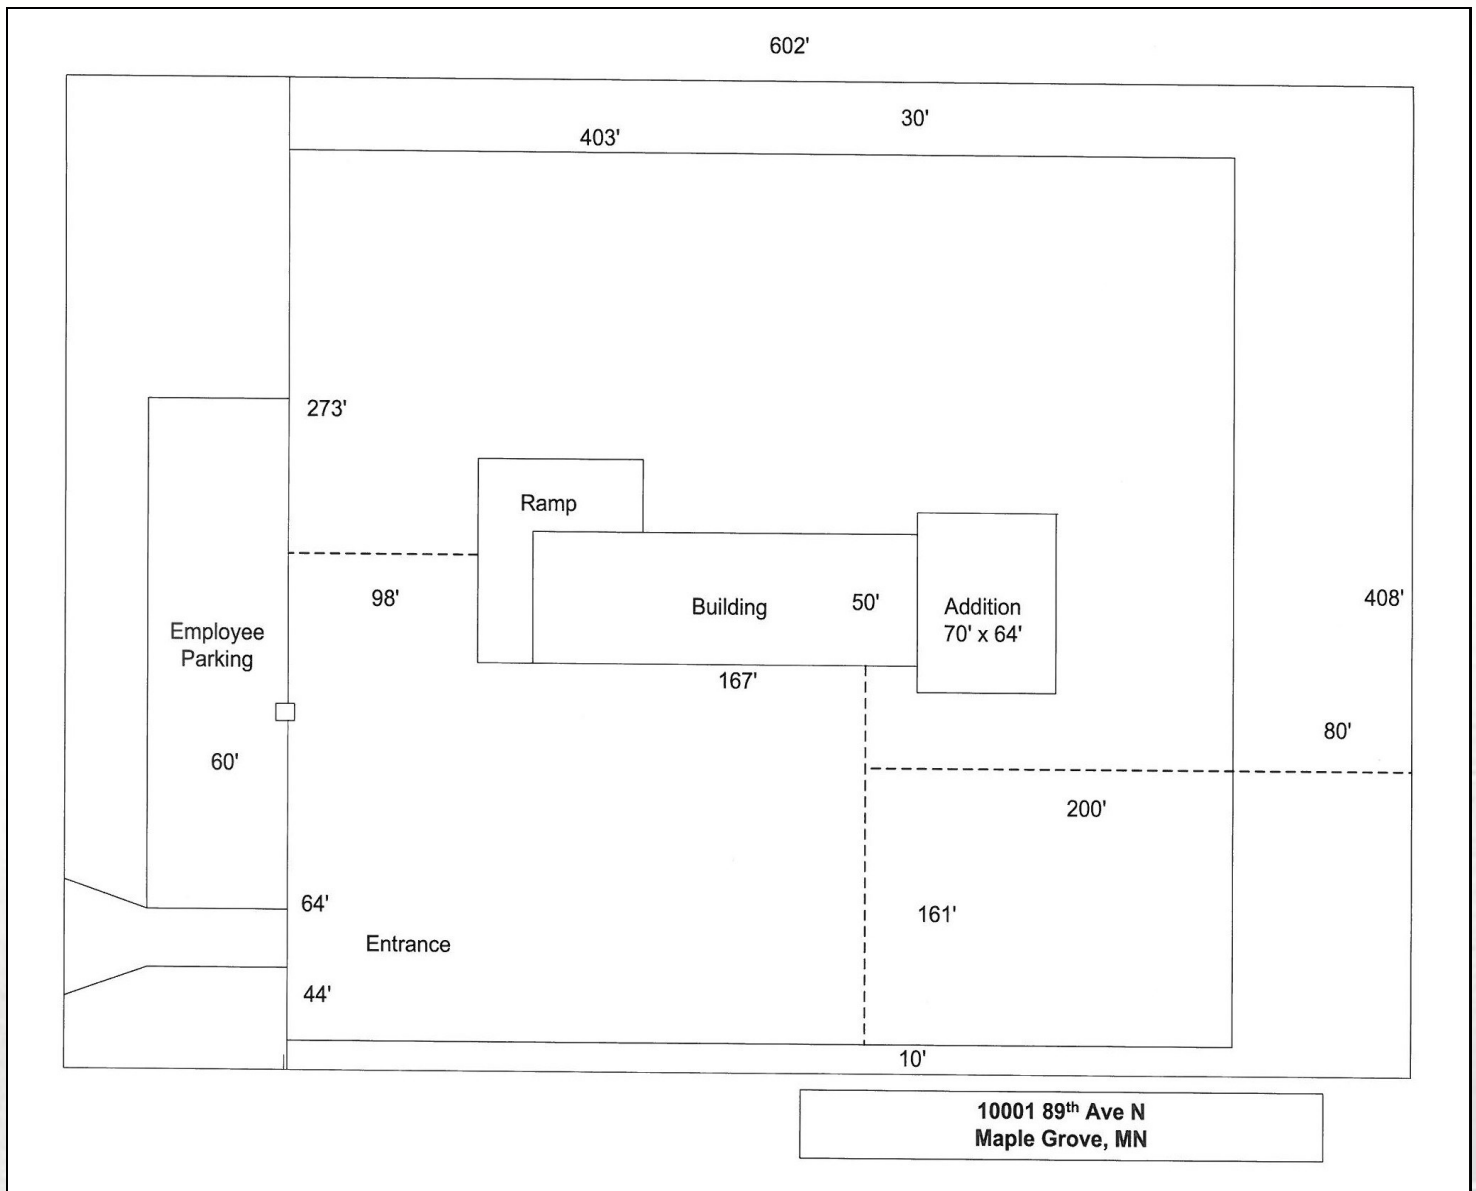 602'
30'
403'
273'
Ramp
98'
Building
50'
Addition
70' x 64'
408'
Employee
Parking
167'
80'
60'
200'
64'
161'
Entrance
44'
10'
10001 89th Ave N
Maple Grove, MN